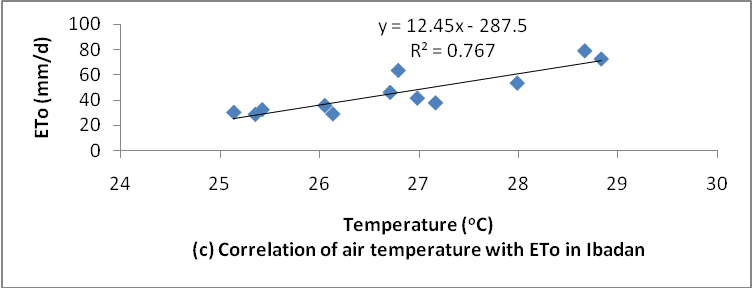 y = 12.45x - 287.5
R² = 0.767
100
80
60
40
20
0
ETo (mm/d)
24 25 26 27 28 29 30
Temperature (°C)
(c) Correlation of air temperature with ETo in Ibadan